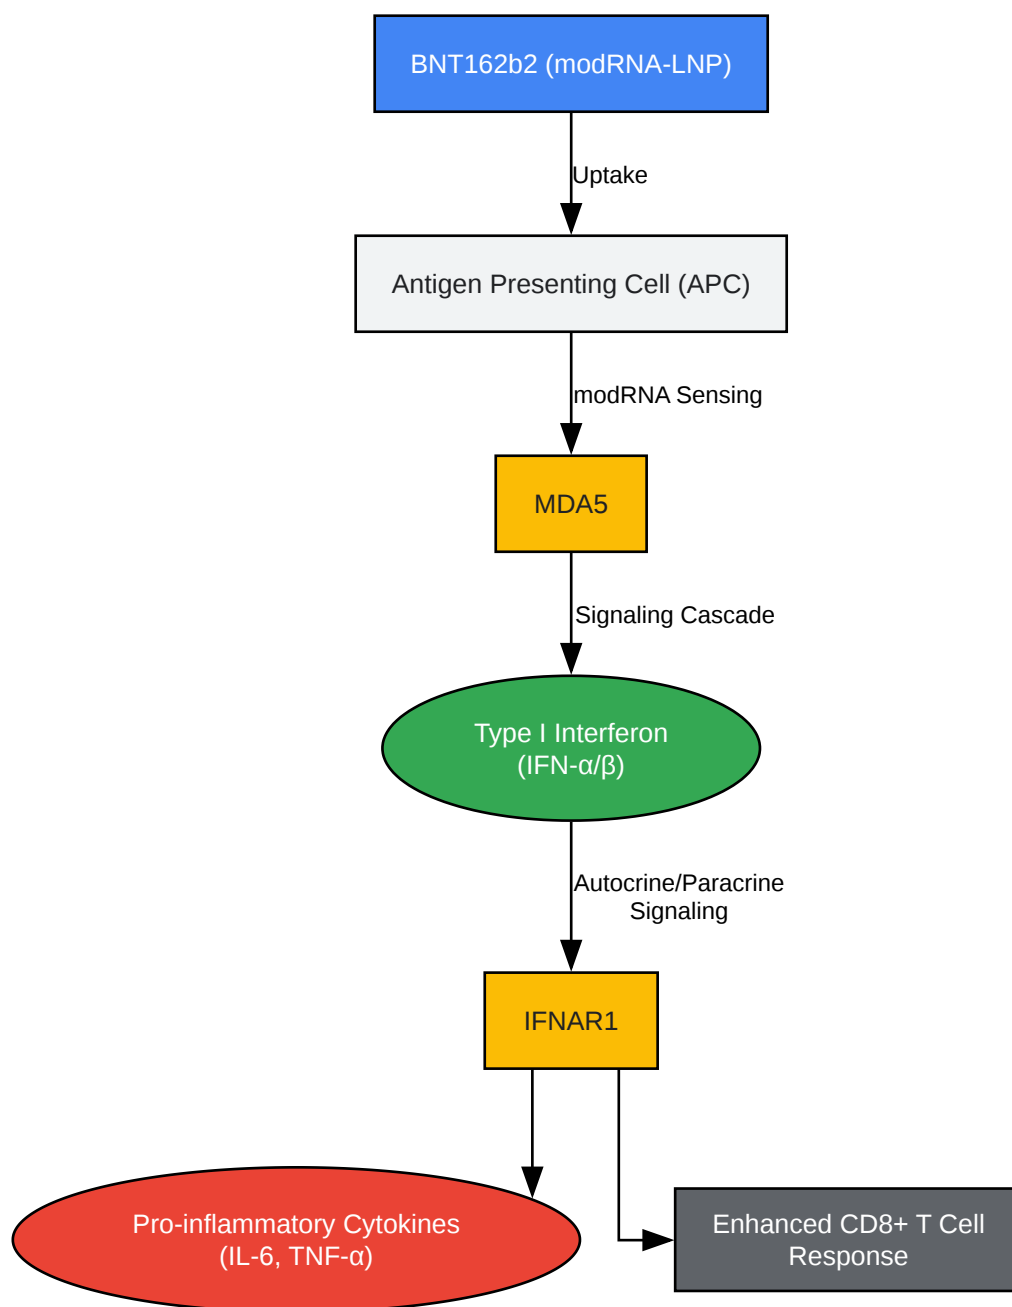 BNT162b2 (modRNA-LNP)
Uptake
Antigen Presenting Cell (APC)
modRNA Sensing
MDA5
Signaling Cascade
Type I Interferon
(IFN-α/β)
Autocrine/Paracrine
Signaling
IFNAR1
Pro-inflammatory Cytokines
(IL-6, TNF-α)
Enhanced CD8+ T Cell
Response